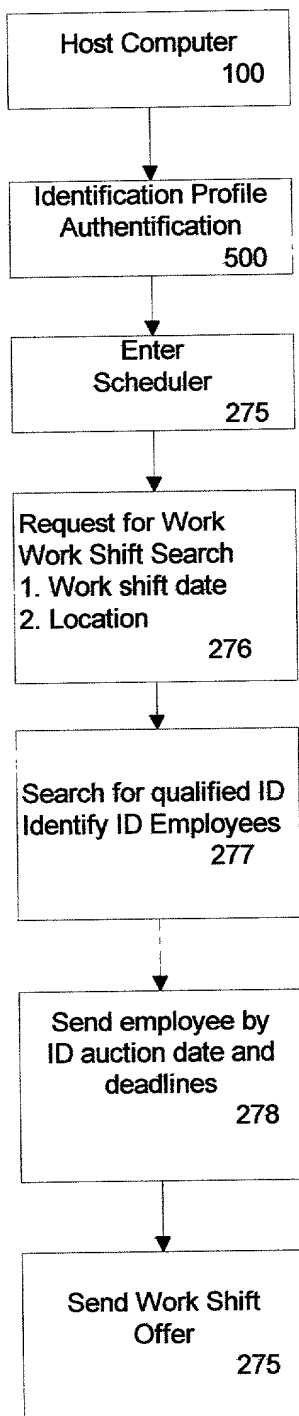 Host Computer
100
Identification Profile
Authentification
500
Enter
Scheduler
275
Request for Work
Work Shift Search
1. Work shift date
2. Location
276
Search for qualified ID
Identify ID Employees
277
Send employee by
ID auction date and
deadlines
278
Send Work Shift
Offer
275